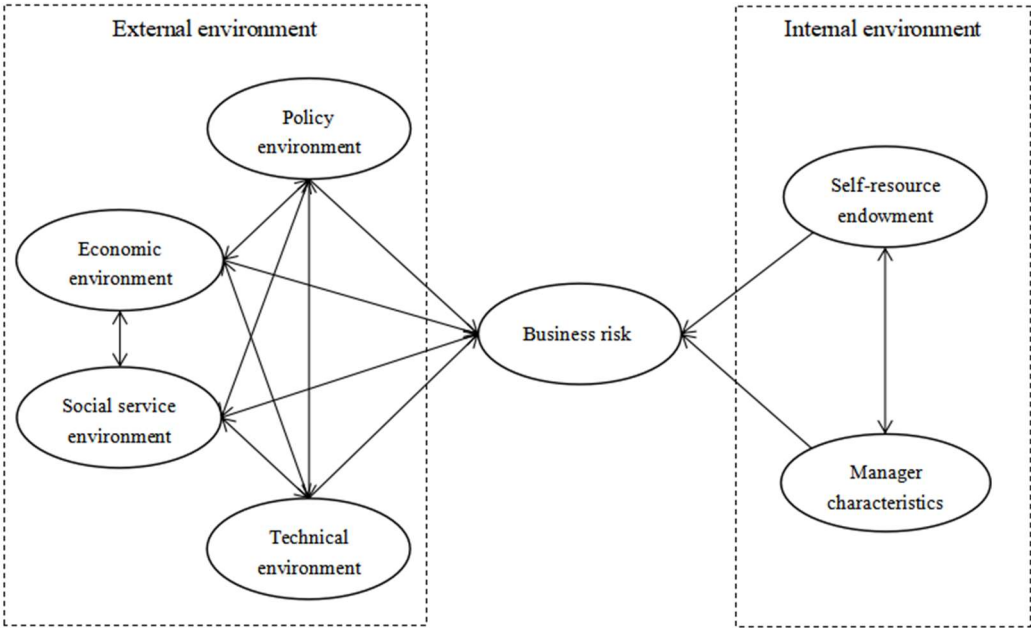 External environment
Policy
environment
Economic
environment
Social service
environment
Technical
environment
Business risk
Internal environment
Self-resource
endowment
Manager
characteristics